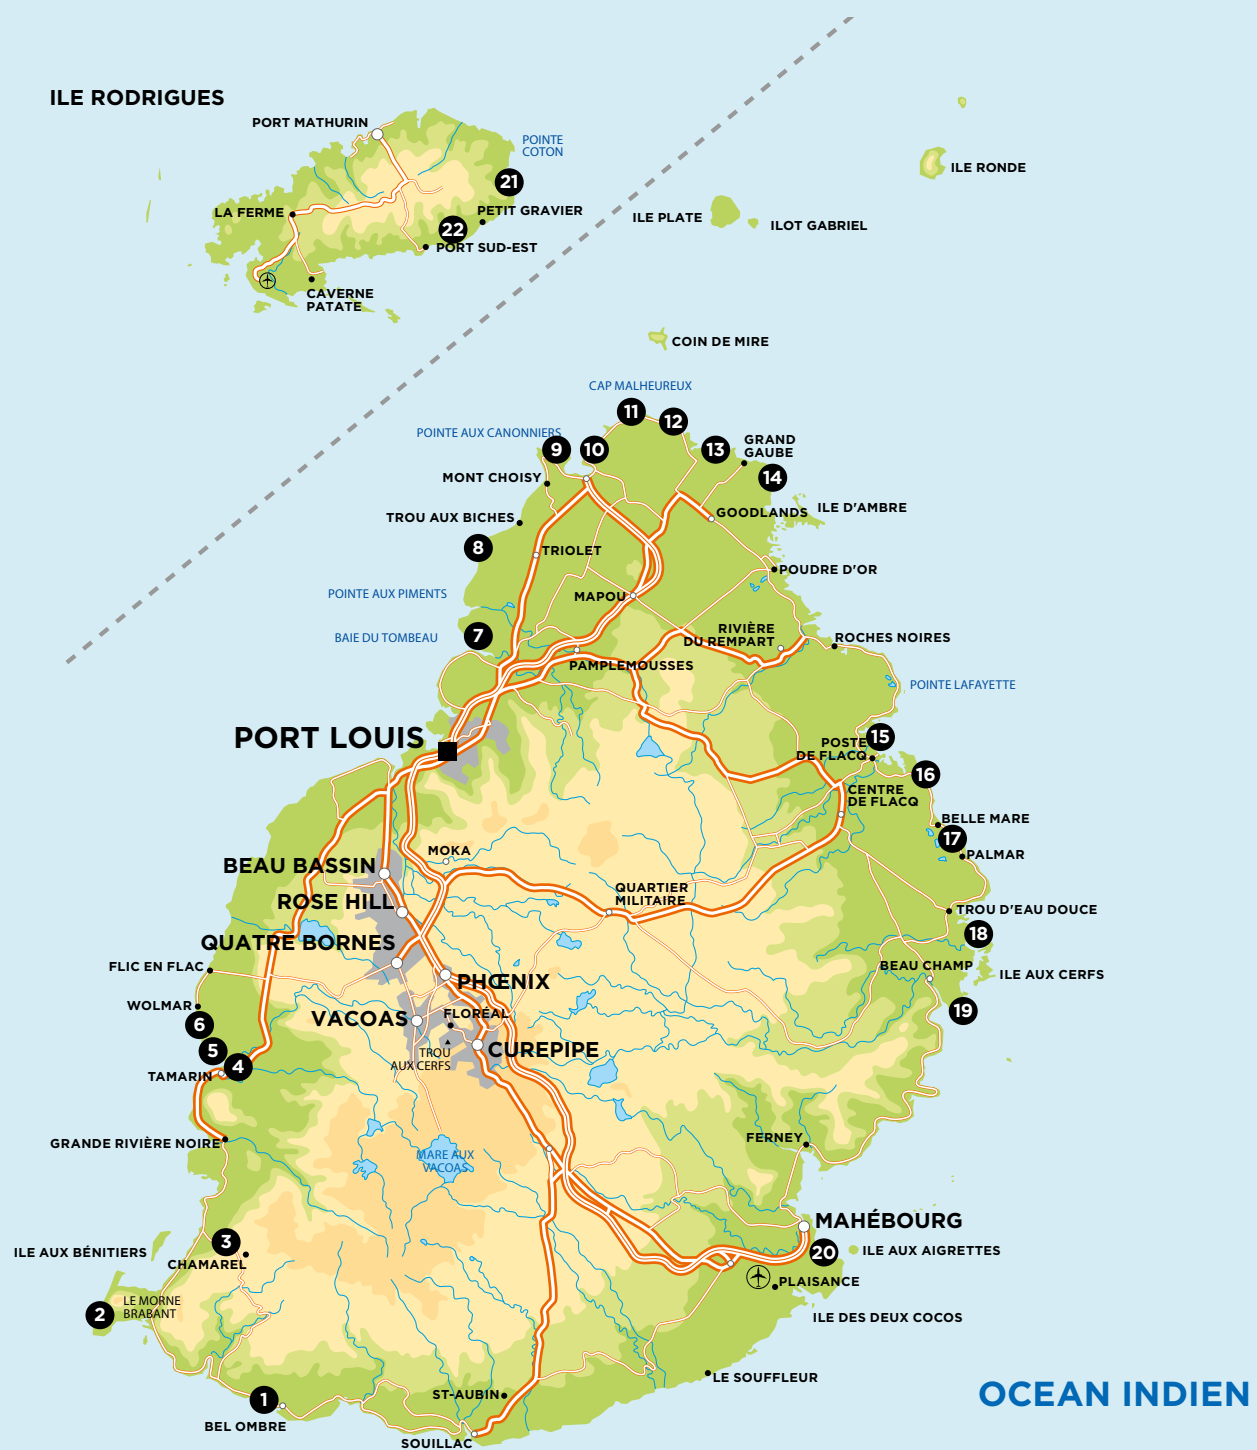 ILE RODRIGUES
PORT MATHURIN
POINTE
COTON
21
PETIT GRAVIER
LA FERME
22
PORT SUD-EST
CAVERNE
PATATE
ILE RONDE
ILE PLATE
ILOT GABRIEL
COIN DE MIRE
CAP MALHEUREUX
11
12
POINTE AUX CANONNIERS
9
10
13
GRAND
GAUBE
MONT CHOISY
14
TROU AUX BICHES
GOODLANDS
ILE D'AMBRE
8
TRIOLET
POUDRE D'OR
POINTE AUX PIMENTS
MAPOU
BAIE DU TOMBEAU
7
RIVIÈRE
DU REMPART
ROCHES NOIRES
PAMPLEMOUSSES
POINTE LAFAYETTE
PORT LOUIS
15
POSTE
DE FLACQ
16
CENTRE
DE FLACQ
BELLE MARE
17
PALMAR
MOKA
BEAU BASSIN
ROSE HILL
QUARTIER
MILITAIRE
TROU D'EAU DOUCE
18
QUATRE BORNES
FLIC EN FLAC
BEAU CHAMP
ILE AUX CERFS
PHŒNIX
WOLMAR
19
6
VACOAS
FLORÉAL
5
TROU
AUX CERFS
CUREPIPE
4
TAMARIN
GRANDE RIVIÈRE NOIRE
FERNEY
MARE AUX
VACOAS
MAHÉBOURG
3
20
ILE AUX BÉNITIERS
ILE AUX AIGRETTES
CHAMAREL
PLAISANCE
LE MORNE
BRABANT
2
ILE DES DEUX COCOS
LE SOUFFLEUR
1
ST-AUBIN
OCEAN INDIEN
BEL OMBRE
SOUILLAC